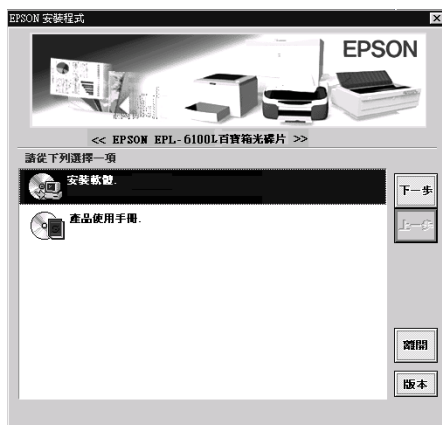 EPSON 安裝程式
EPSON
<< EPSON EPL-6100L百寶箱光碟片 >>
請從下列選擇一項
安裝軟體.
產品使用手冊.
下一步
上一步
離開
版本